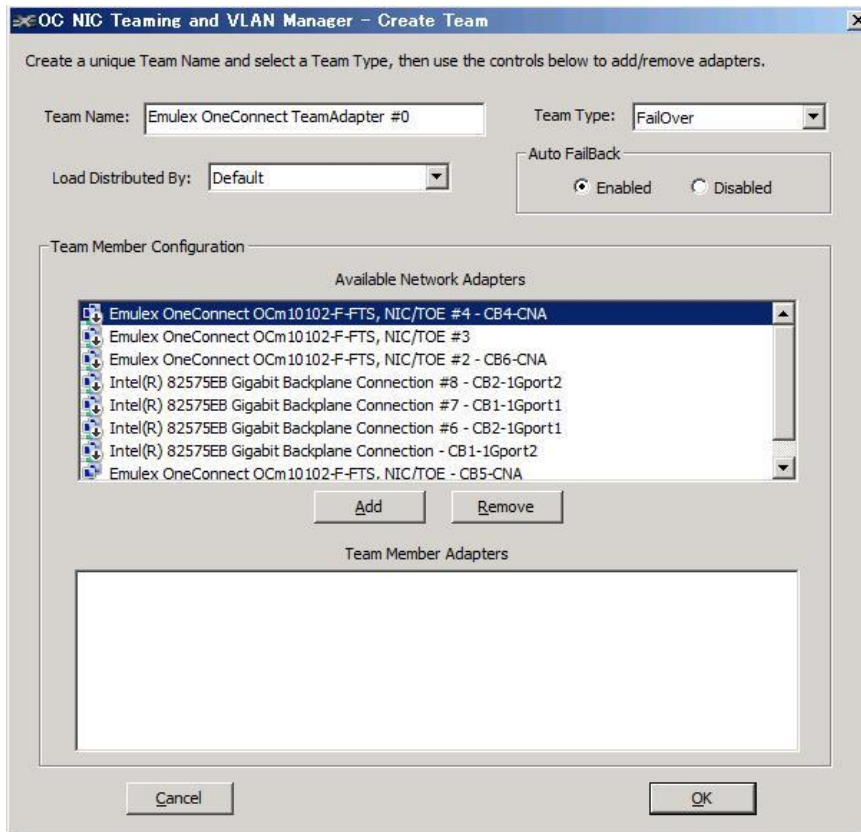 OC NIC Teaming and VLAN Manager - Create Team
Create a unique Team Name and select a Team Type, then use the controls below to add/remove adapters.
Team Name: Emulex OneConnect TeamAdapter #0 Team Type: FailOver
Auto FailBack
Load Distributed By: Default
Enabled Disabled
Team Member Configuration
Available Network Adapters
Emulex OneConnect OCm10102-F-FTS, NIC/TOE #4 - CB4-CNA
Emulex OneConnect OCm10102-F-FTS, NIC/TOE #3
Emulex OneConnect OCm10102-F-FTS, NIC/TOE #2 - CB6-CNA
Intel(R) 82575EB Gigabit Backplane Connection #8 - CB2-1Gport2
Intel(R) 82575EB Gigabit Backplane Connection #7 - CB1-1Gport1
Intel(R) 82575EB Gigabit Backplane Connection #6 - CB2-1Gport1
Intel(R) 82575EB Gigabit Backplane Connection - CB1-1Gport2
Emulex OneConnect OCm10102-F-FTS, NIC/TOE - CB5-CNA
Add Remove
Team Member Adapters
Cancel OK